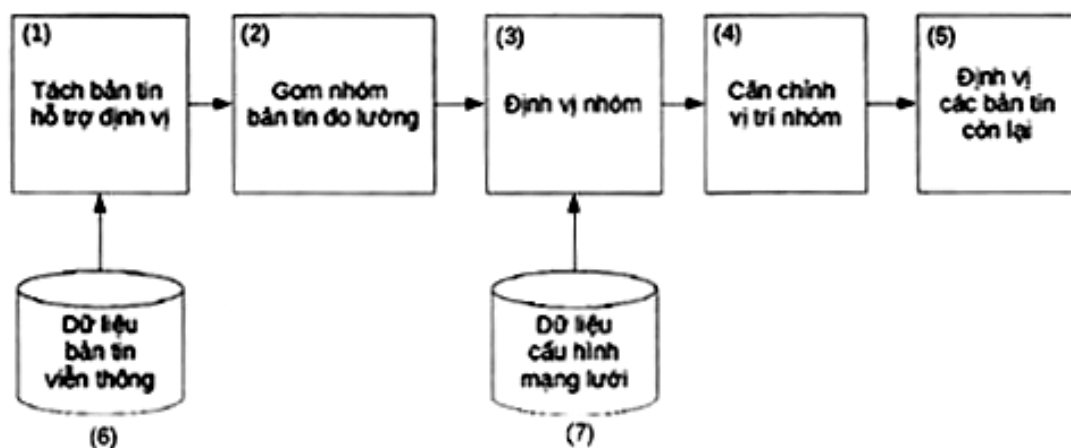 (1)
Tách bản tin
hỗ trợ định vị
(2)
Gom nhóm
bản tin đo lường
(3)
Định vị nhóm
(4)
Căn chỉnh
vị trí nhóm
(5)
Định vị
các bản tin
còn lại
Dữ liệu
bản tin
viễn thông
(6)
Dữ liệu
cấu hình
mạng lưới
(7)